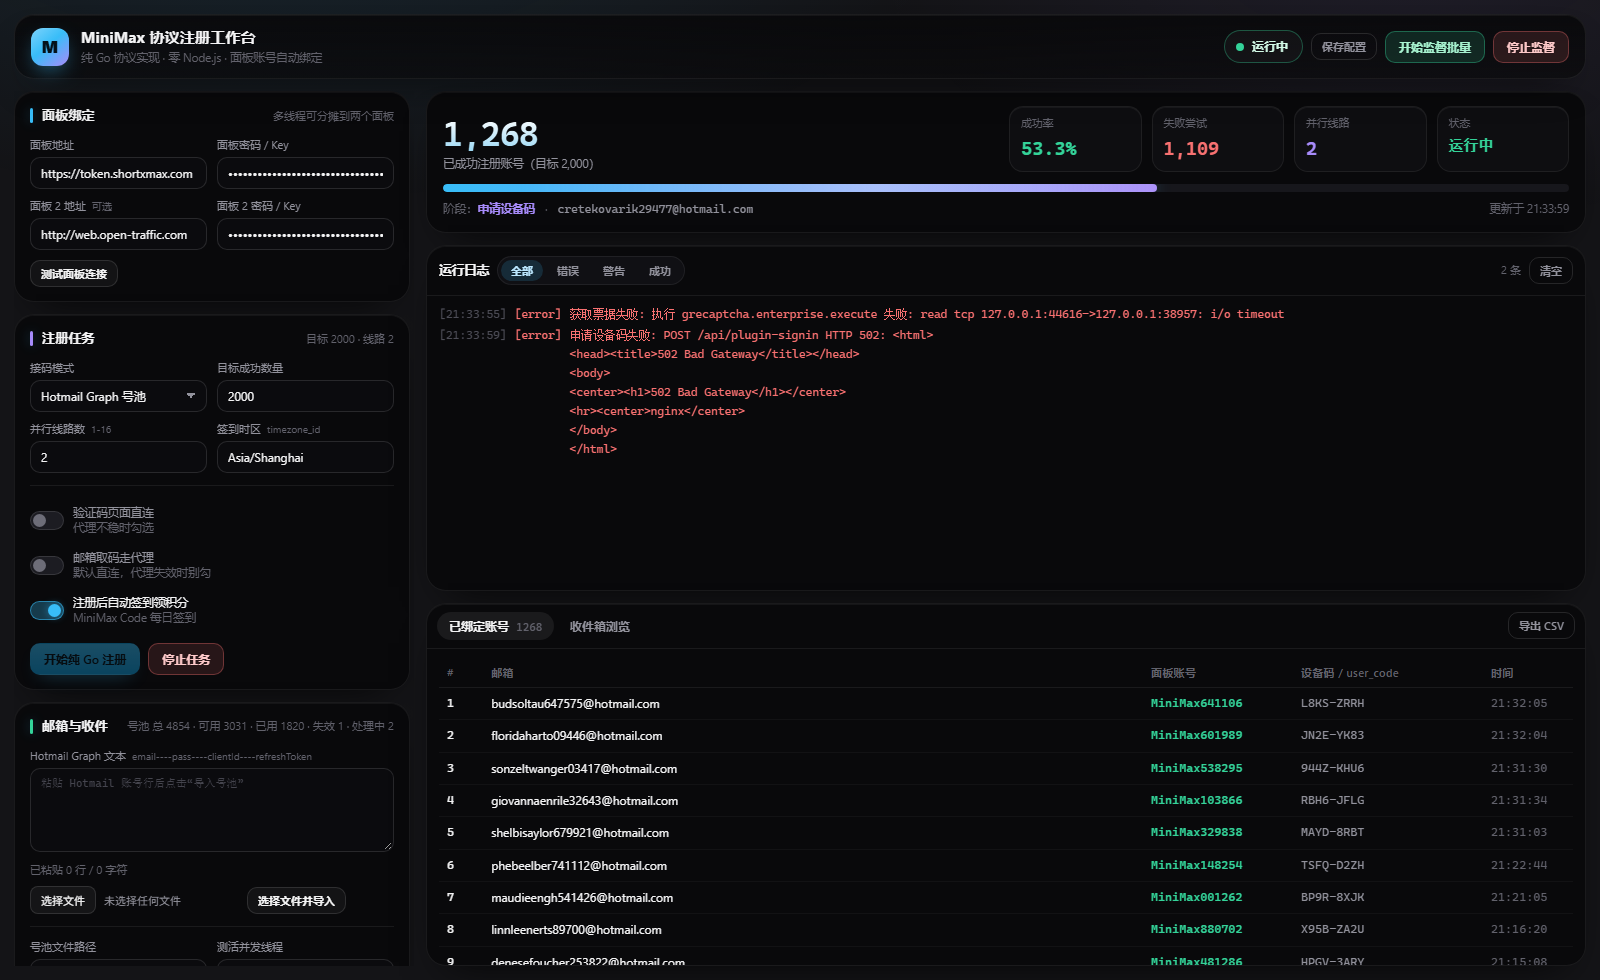 M
MiniMax 协议注册工作台
纯 Go 协议实现 · 零 Node.js · 面板账号自动绑定
运行中
保存配置
开始监督批量
停止监督
面板绑定
多线程可分摊到两个面板
面板地址
面板密码 / Key
https://token.shortxmax.com
••••••••••••••••••••••••••••••••
面板 2 地址 可选
面板 2 密码 / Key
http://web.open-traffic.com
••••••••••••••••••••••••••••••••
测试面板连接
注册任务
目标 2000 · 线路 2
接码模式
目标成功数量
Hotmail Graph 号池
2000
并行线路数 1-16
签到时区 timezone_id
2
Asia/Shanghai
验证码页面直连
代理不稳时勾选
邮箱取码走代理
默认直连，代理失效时别勾
注册后自动签到领积分
MiniMax Code 每日签到
开始纯 Go 注册
停止任务
邮箱与收件
号池 总 4854 · 可用 3031 · 已用 1820 · 失效 1 · 处理中 2
Hotmail Graph 文本 email----pass----clientId----refreshToken
粘贴 Hotmail 账号行后点击“导入号池”
已粘贴 0 行 / 0 字符
选择文件
未选择任何文件
选择文件并导入
号池文件路径
测活并发线程
1,268
已成功注册账号（目标 2,000）
成功率
53.3%
失败尝试
1,109
并行线路
2
状态
运行中
阶段: 申请设备码 · cretekovarik29477@hotmail.com
更新于 21:33:59
运行日志
全部
错误
警告
成功
2 条
清空
[21:33:55] [error] 获取票据失败: 执行 grecaptcha.enterprise.execute 失败: read tcp 127.0.0.1:44616->127.0.0.1:38957: i/o timeout
[21:33:59] [error] 申请设备码失败: POST /api/plugin-signin HTTP 502: <html>
<head><title>502 Bad Gateway</title></head>
<body>
<center><h1>502 Bad Gateway</h1></center>
<hr><center>nginx</center>
</body>
</html>
已绑定账号 1268
收件箱浏览
导出 CSV
# 邮箱 面板账号 设备码 / user_code 时间
1 budsoltau647575@hotmail.com MiniMax641106 L8KS-ZRRH 21:32:05
2 floridaharto09446@hotmail.com MiniMax601989 JN2E-YK83 21:32:04
3 sonzeltwanger03417@hotmail.com MiniMax538295 944Z-KHU6 21:31:30
4 giovannaenrile32643@hotmail.com MiniMax103866 RBH6-JFLG 21:31:34
5 shelbisaylor679921@hotmail.com MiniMax329838 MAYD-8RBT 21:31:03
6 phebeelber741112@hotmail.com MiniMax148254 TSFQ-D2ZH 21:22:44
7 maudieengh541426@hotmail.com MiniMax001262 BP9R-8XJK 21:21:05
8 linnleenerts89700@hotmail.com MiniMax880702 X95B-ZA2U 21:16:20
9 denesefoucher253822@hotmail.com MiniMax481286 HPGV-3ARY 21:15:08